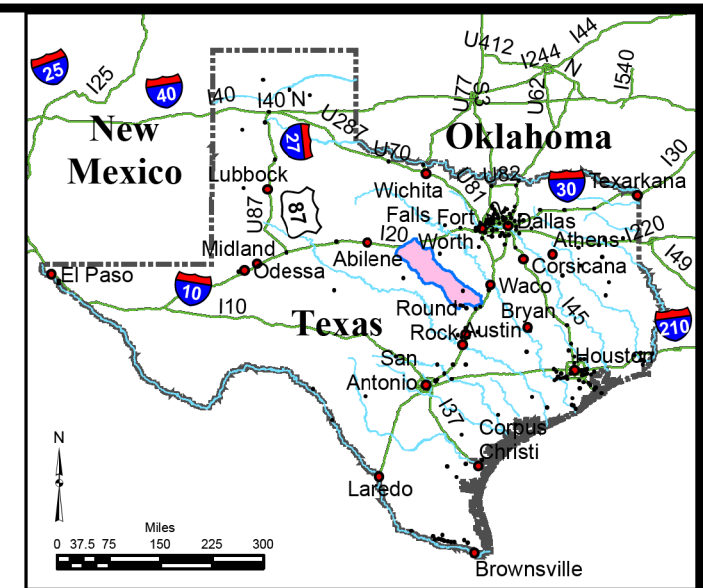 U412
I244
I44
25
I25
40
I40
I40 N
U77
S3
U62
N
I540
New
Mexico
27
U287
U70
Oklahoma
I30
Lubbock
Wichita
Falls
U81
U82
30
Texarkana
U87
87
Fort
Worth
Dallas
I20
Athens
I220
Midland
Odessa
Abilene
Corsicana
I49
El Paso
10
I10
Waco
Round
Rock
Bryan
I45
210
Texas
Austin
San
Antonio
Houston
I37
Corpus
Christi
N
Laredo
Miles
0 37.5 75 150 225 300
Brownsville